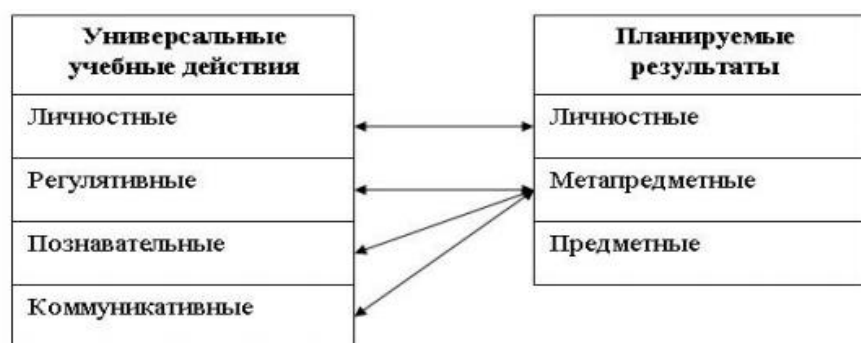 Универсальные
учебные действия
Личностные
Регулятивные
Познавательные
Коммуникативные
Планируемые
результаты
Личностные
Метапредметные
Предметные